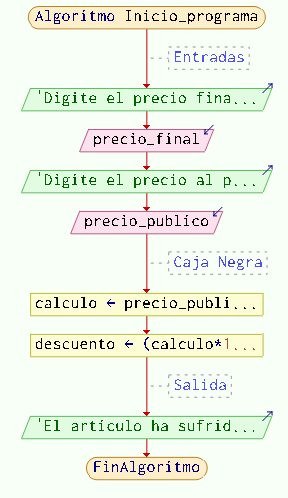 Algoritmo Inicio_programa
Entradas
'Digite el precio fina...
precio_final
'Digite el precio al p...
precio_publico
Caja Negra
calculo ← precio_publi...
descuento ← (calculo*1...
Salida
'El articulo ha sufrid...
FinAlgoritmo